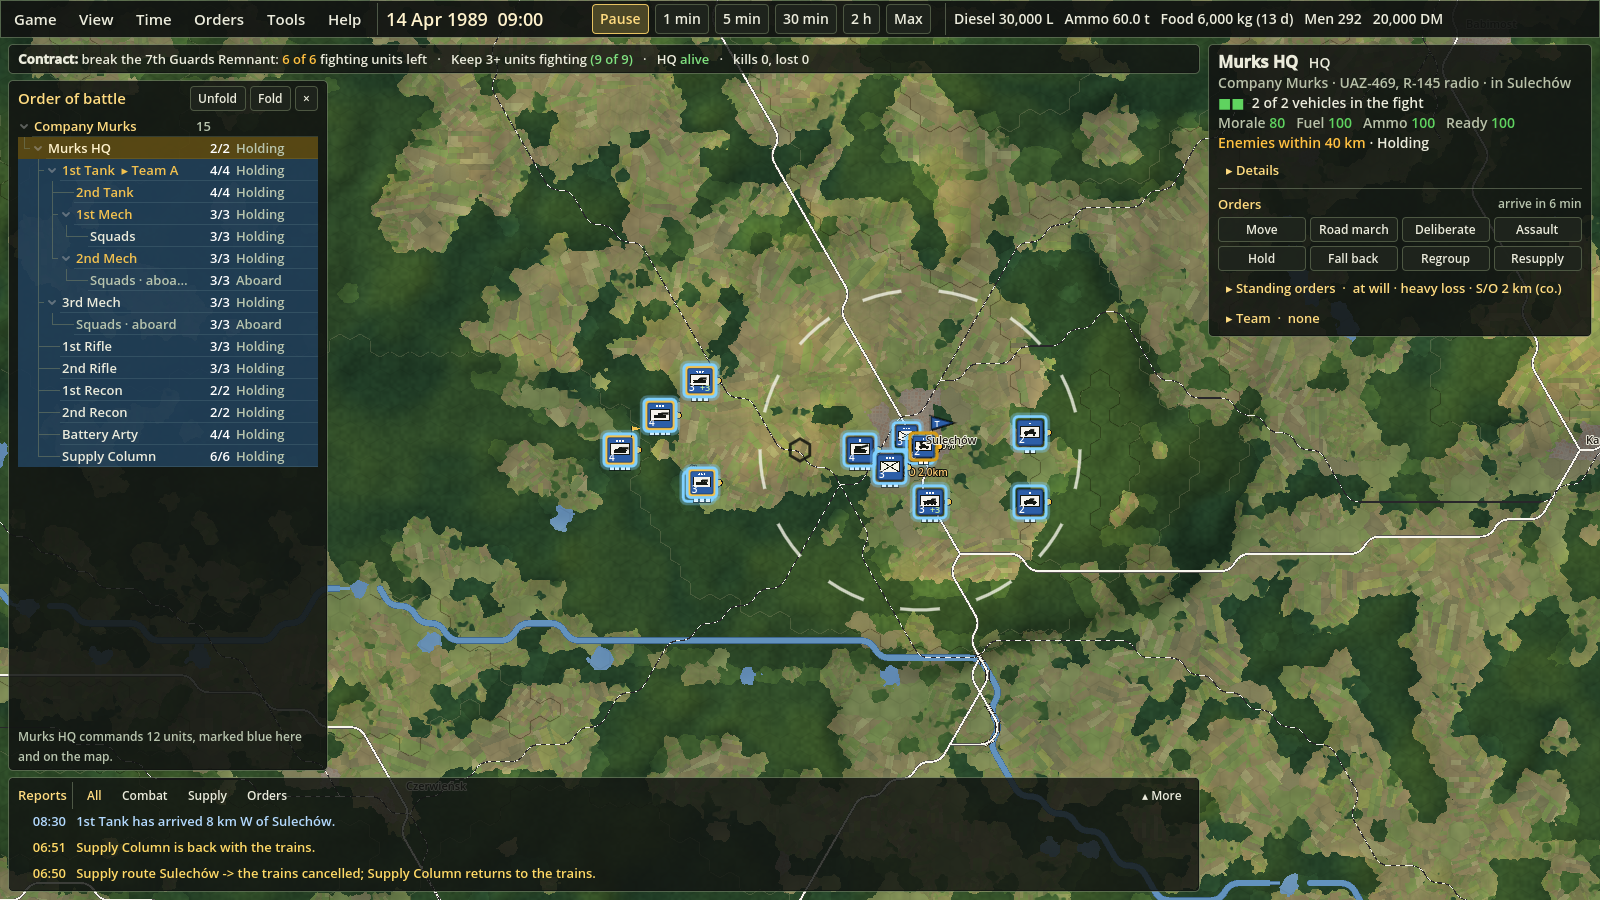 Game View Time Orders Tools Help 14 Apr 1989 09:00 Pause 1 min 5 min 30 min 2 h Max Diesel 30,000 L Ammo 60.0 t Food 6,000 kg (13 d) Men 292 20,000 DM
Contract: break the 7th Guards Remnant: 6 of 6 fighting units left · Keep 3+ units fighting (9 of 9) · HQ alive · kills 0, lost 0
Order of battle Unfold Fold ×
Company Murks 15
Murks HQ 2/2 Holding
1st Tank ▸ Team A 4/4 Holding
2nd Tank 4/4 Holding
1st Mech 3/3 Holding
Squads 3/3 Holding
2nd Mech 3/3 Holding
Squads · aboa... 3/3 Aboard
3rd Mech 3/3 Holding
Squads · aboard 3/3 Aboard
1st Rifle 3/3 Holding
2nd Rifle 3/3 Holding
1st Recon 2/2 Holding
2nd Recon 2/2 Holding
Battery Arty 4/4 Holding
Supply Column 6/6 Holding
Murks HQ commands 12 units, marked blue here
and on the map.
Murks HQ HQ
Company Murks · UAZ-469, R-145 radio · in Sulechów
2 of 2 vehicles in the fight
Morale 80 Fuel 100 Ammo 100 Ready 100
Enemies within 40 km · Holding
▸ Details
Orders arrive in 6 min
Move Road march Deliberate Assault
Hold Fall back Regroup Resupply
▸ Standing orders · at will · heavy loss · S/O 2 km (co.)
▸ Team · none
3 +3
4
4
3
4
T
Sulechów
2
2.0km
3 +3
2
2
Czerwieńsk
Reports All Combat Supply Orders ▴ More
08:30 1st Tank has arrived 8 km W of Sulechów.
06:51 Supply Column is back with the trains.
06:50 Supply route Sulechów -> the trains cancelled; Supply Column returns to the trains.